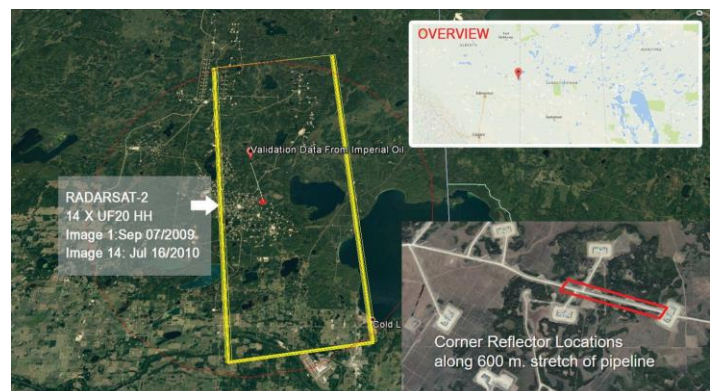 OVERVIEW
Validation Data From Imperial Oil
RADARSAT-2
14 X UF20 HH
Image 1:Sep 07/2009
Image 14: Jul 16/2010
Cold L
Corner Reflector Locations
along 600 m. stretch of pipeline